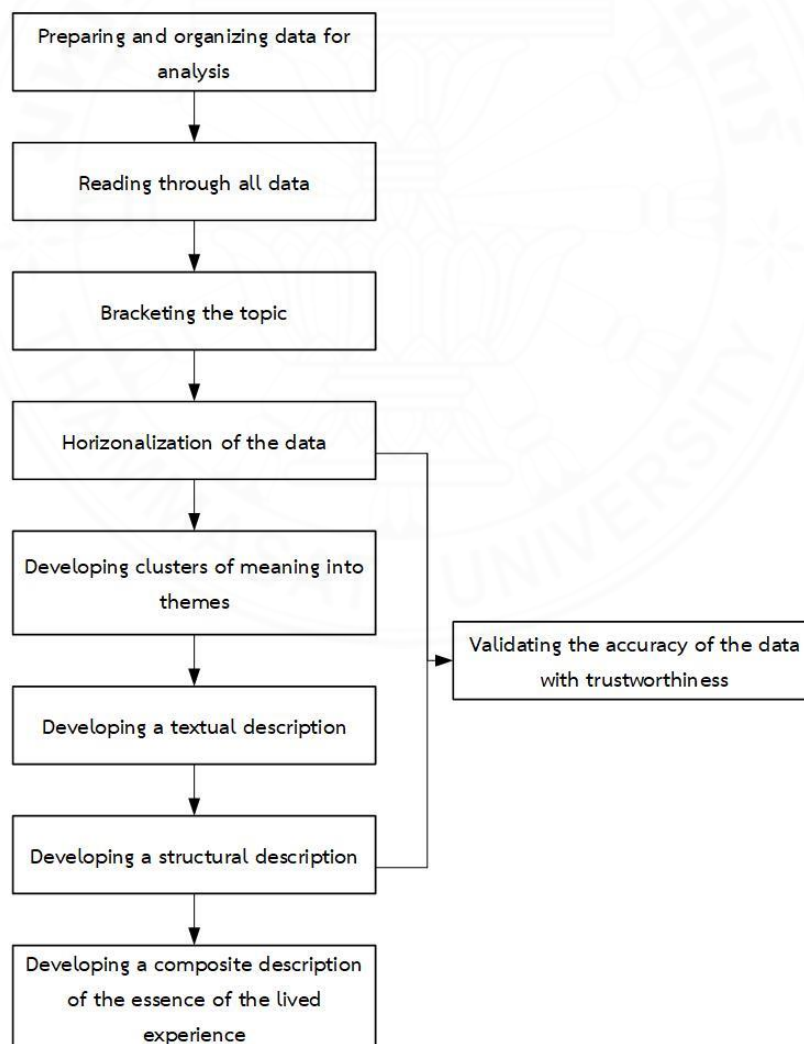 Preparing and organizing data for
analysis
Reading through all data
Bracketing the topic
Horizonalization of the data
Developing clusters of meaning into
themes
Validating the accuracy of the data
with trustworthiness
Developing a textual description
Developing a structural description
Developing a composite description
of the essence of the lived
experience
THAMMASAT UNIVERSITY